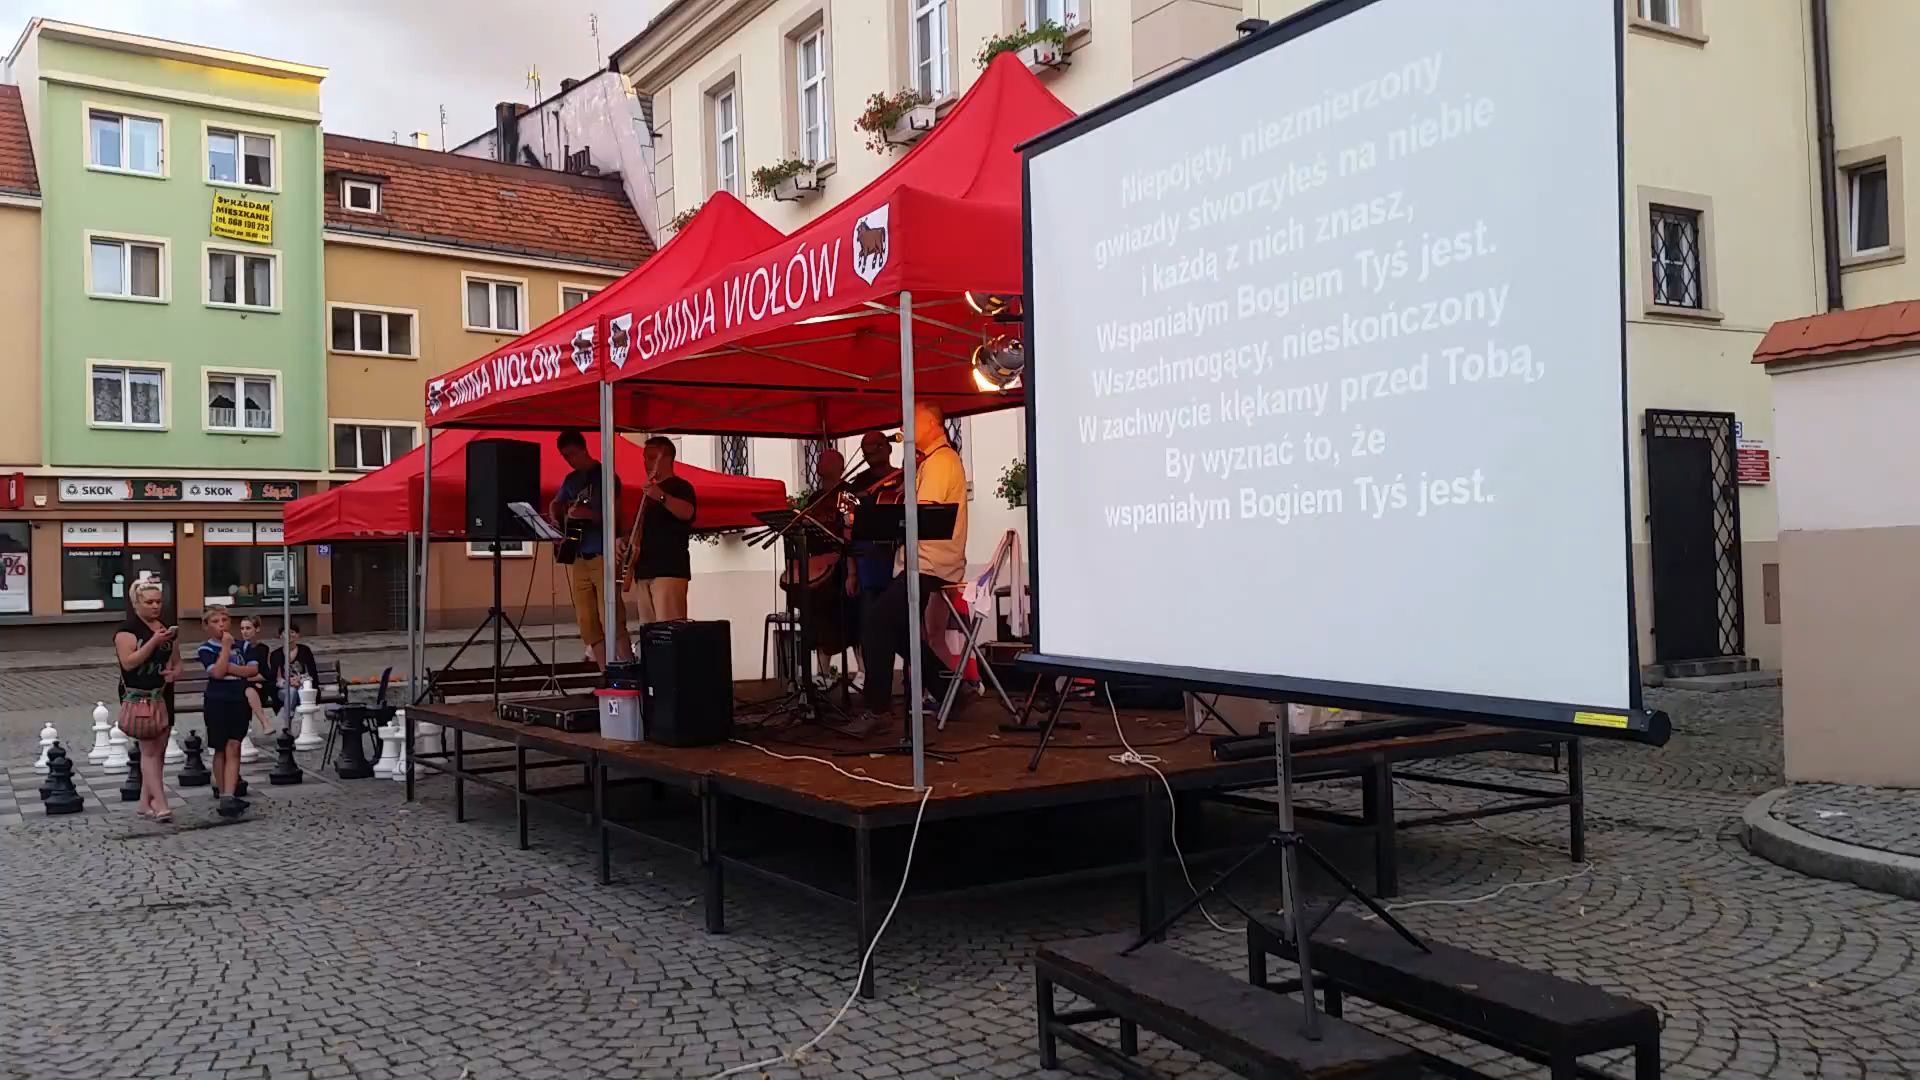 Niepojęty, niezmierzony
gwiazdy stworzyłeś na niebie
i każdą z nich znasz,
Wspaniałym Bogiem Tyś jest.
Wszechmogący, nieskończony
W zachwycie klękamy przed Tobą,
By wyznać to, że
wspaniałym Bogiem Tyś jest.
GMINA WOŁÓW
GMINA WOŁÓW
SPRZEDAM
MIESZKANIE
SKOK
Śląsk
SKOK
Śląsk
29
%